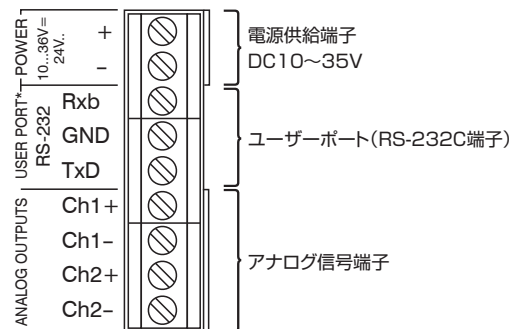 POWER
10...36V=
24V..
+
−
電源供給端子
DC10～35V
USER PORT*
RS-232
Rxb
GND
TxD
ユーザーポート(RS-232C端子)
ANALOG OUTPUTS
Ch1+
Ch1−
Ch2+
Ch2−
アナログ信号端子